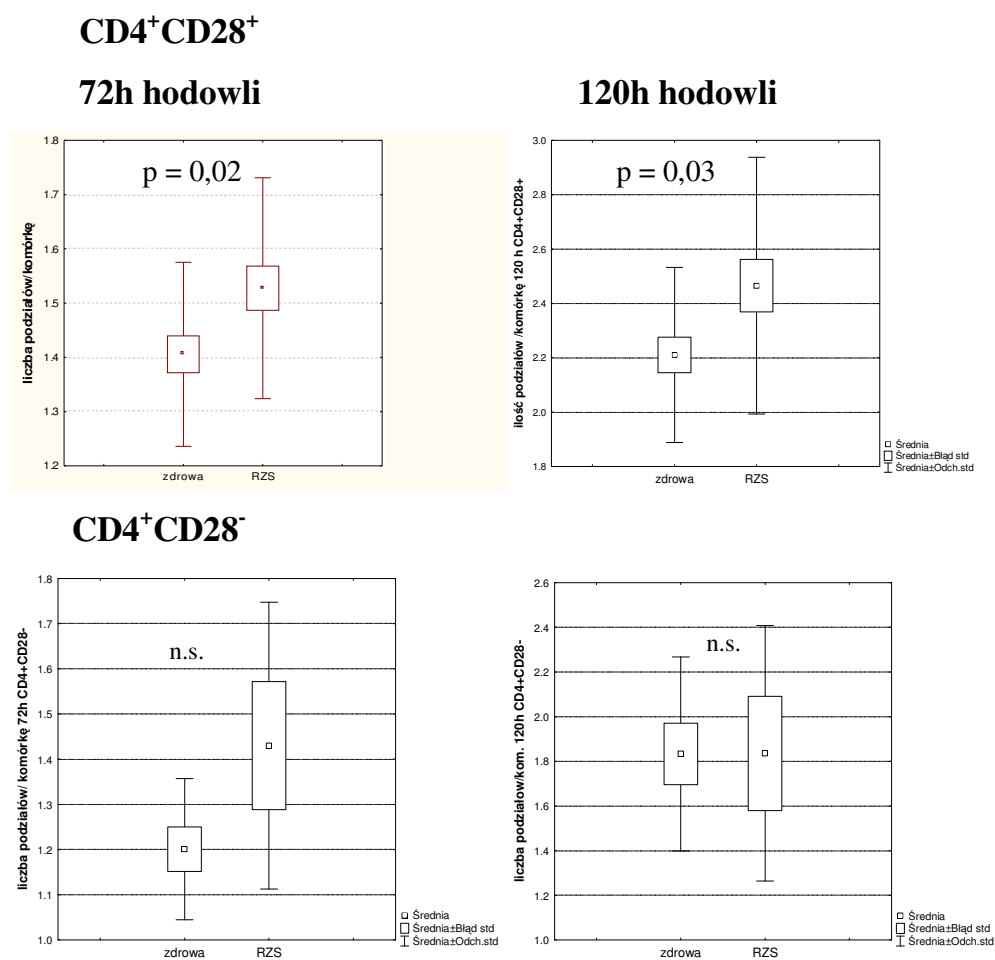 CD4⁺CD28⁺
72h hodowli
120h hodowli
liczba podziałów/komórkę
1.8
1.7
1.6
1.5
1.4
1.3
1.2
p = 0,02
zdrowa RZS
ilość podziałów /komórkę 120 h CD4+CD28+
3.0
2.8
2.6
2.4
2.2
2.0
1.8
p = 0,03
zdrowa RZS
Średnia
Średnia±Błąd std
Średnia±Odch.std
CD4⁺CD28⁻
liczba podziałów/ komórkę 72h CD4+CD28-
1.8
1.7
1.6
1.5
1.4
1.3
1.2
1.1
1.0
n.s.
zdrowa RZS
Średnia
Średnia±Błąd std
Średnia±Odch.std
liczba podziałow/kom. 120h CD4+CD28-
2.6
2.4
2.2
2.0
1.8
1.6
1.4
1.2
1.0
n.s.
zdrowa RZS
Średnia
Średnia±Błąd std
Średnia±Odch.std